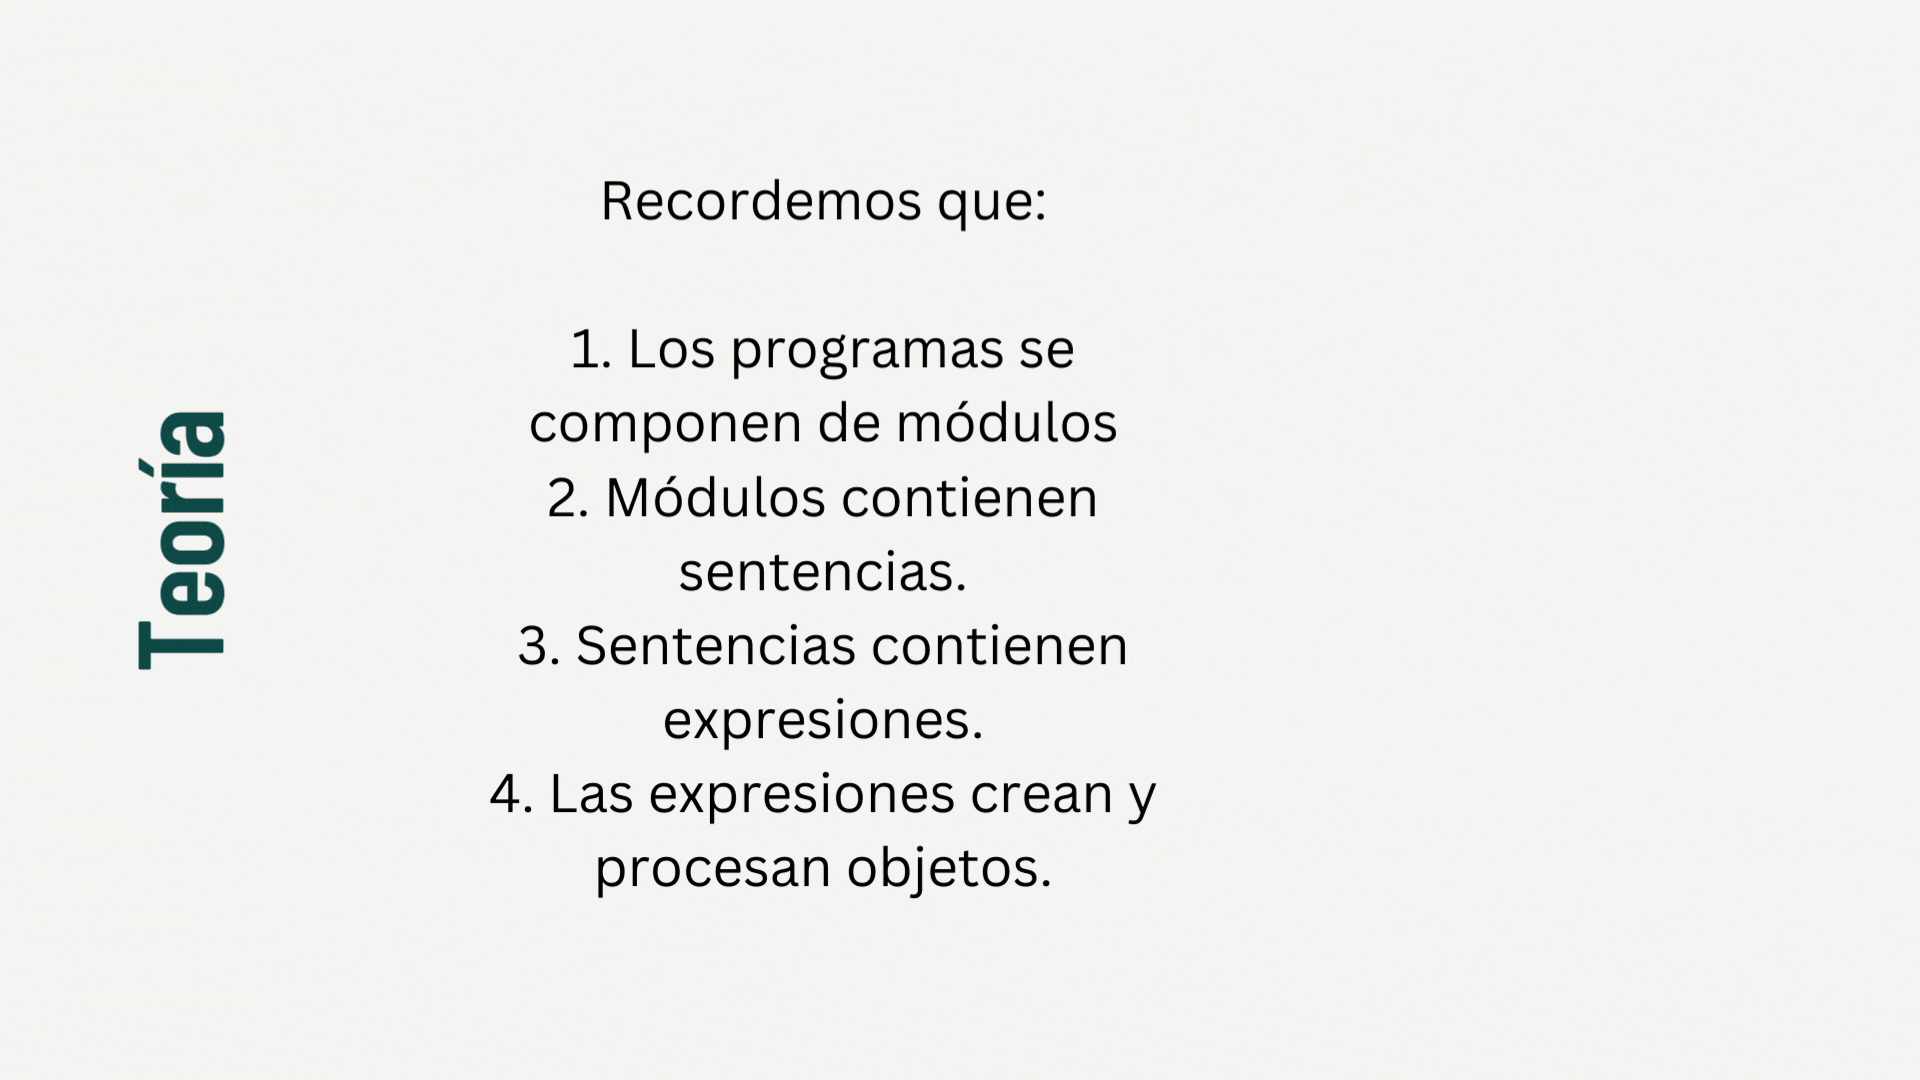 Teoría
Recordemos que:
1. Los programas se
componen de módulos
2. Módulos contienen
sentencias.
3. Sentencias contienen
expresiones.
4. Las expresiones crean y
procesan objetos.